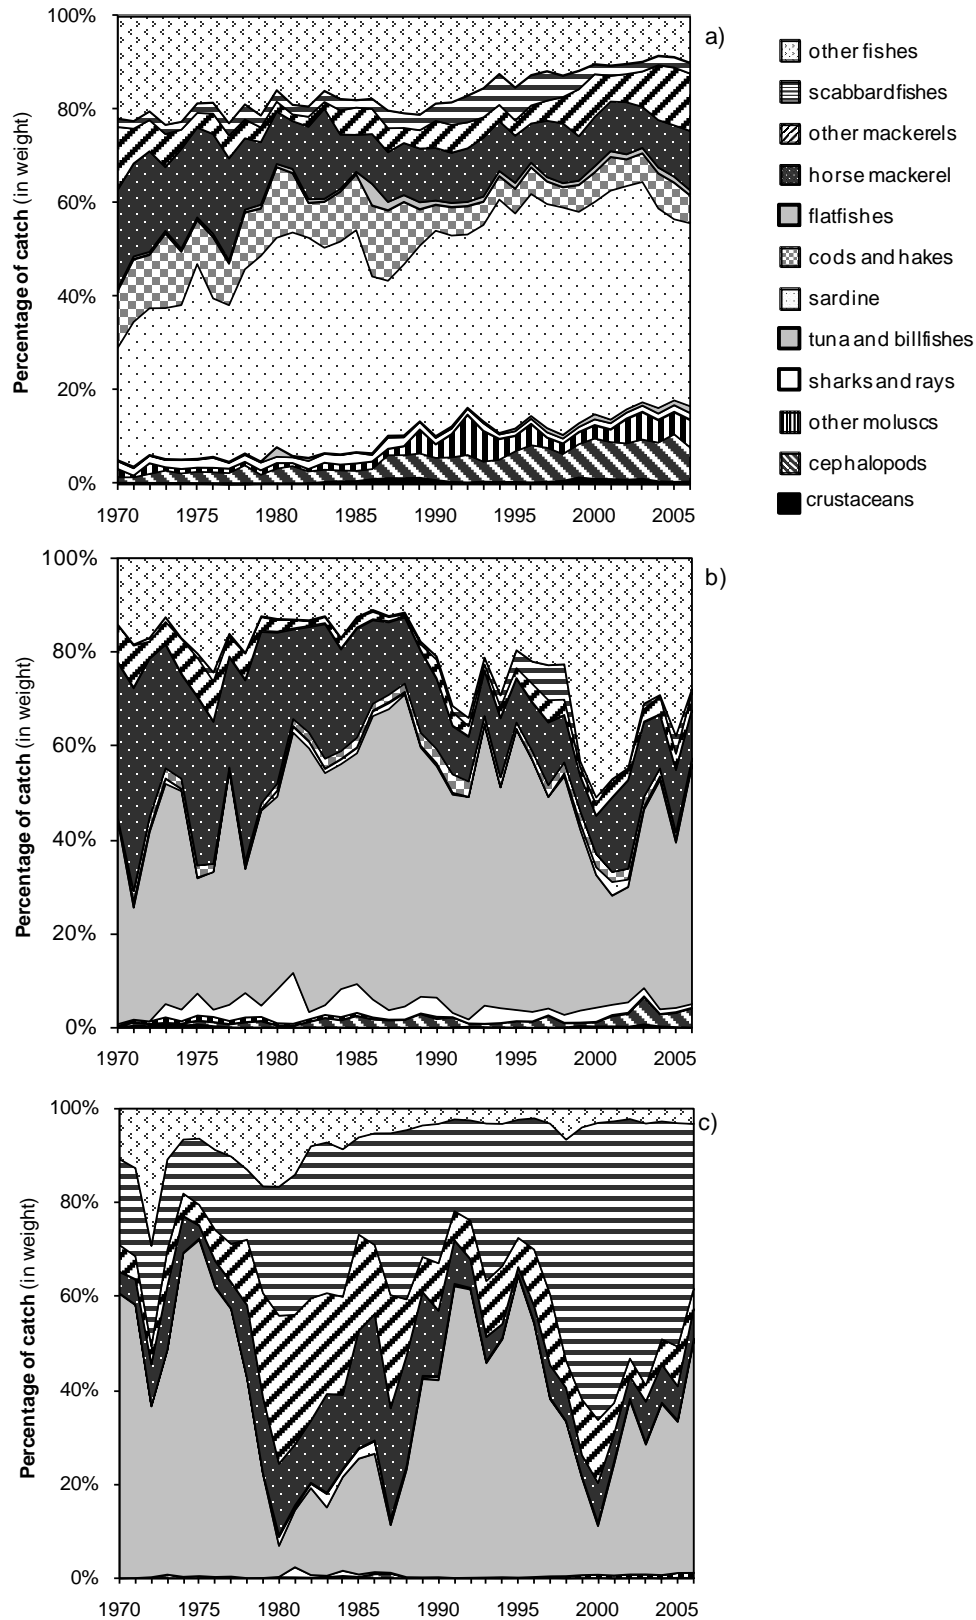 100%
80%
60%
40%
20%
0%
Percentage of catch (in weight)
1970 1975 1980 1985 1990 1995 2000 2005
a)
other fishes
scabbardfishes
other mackerels
horse mackerel
flatfishes
cods and hakes
sardine
tuna and billfishes
sharks and rays
other moluscs
cephalopods
crustaceans
100%
80%
60%
40%
20%
0%
Percentage of catch (in weight)
1970 1975 1980 1985 1990 1995 2000 2005
b)
100%
80%
60%
40%
20%
0%
Percentage of catch (in weight)
1970 1975 1980 1985 1990 1995 2000 2005
c)